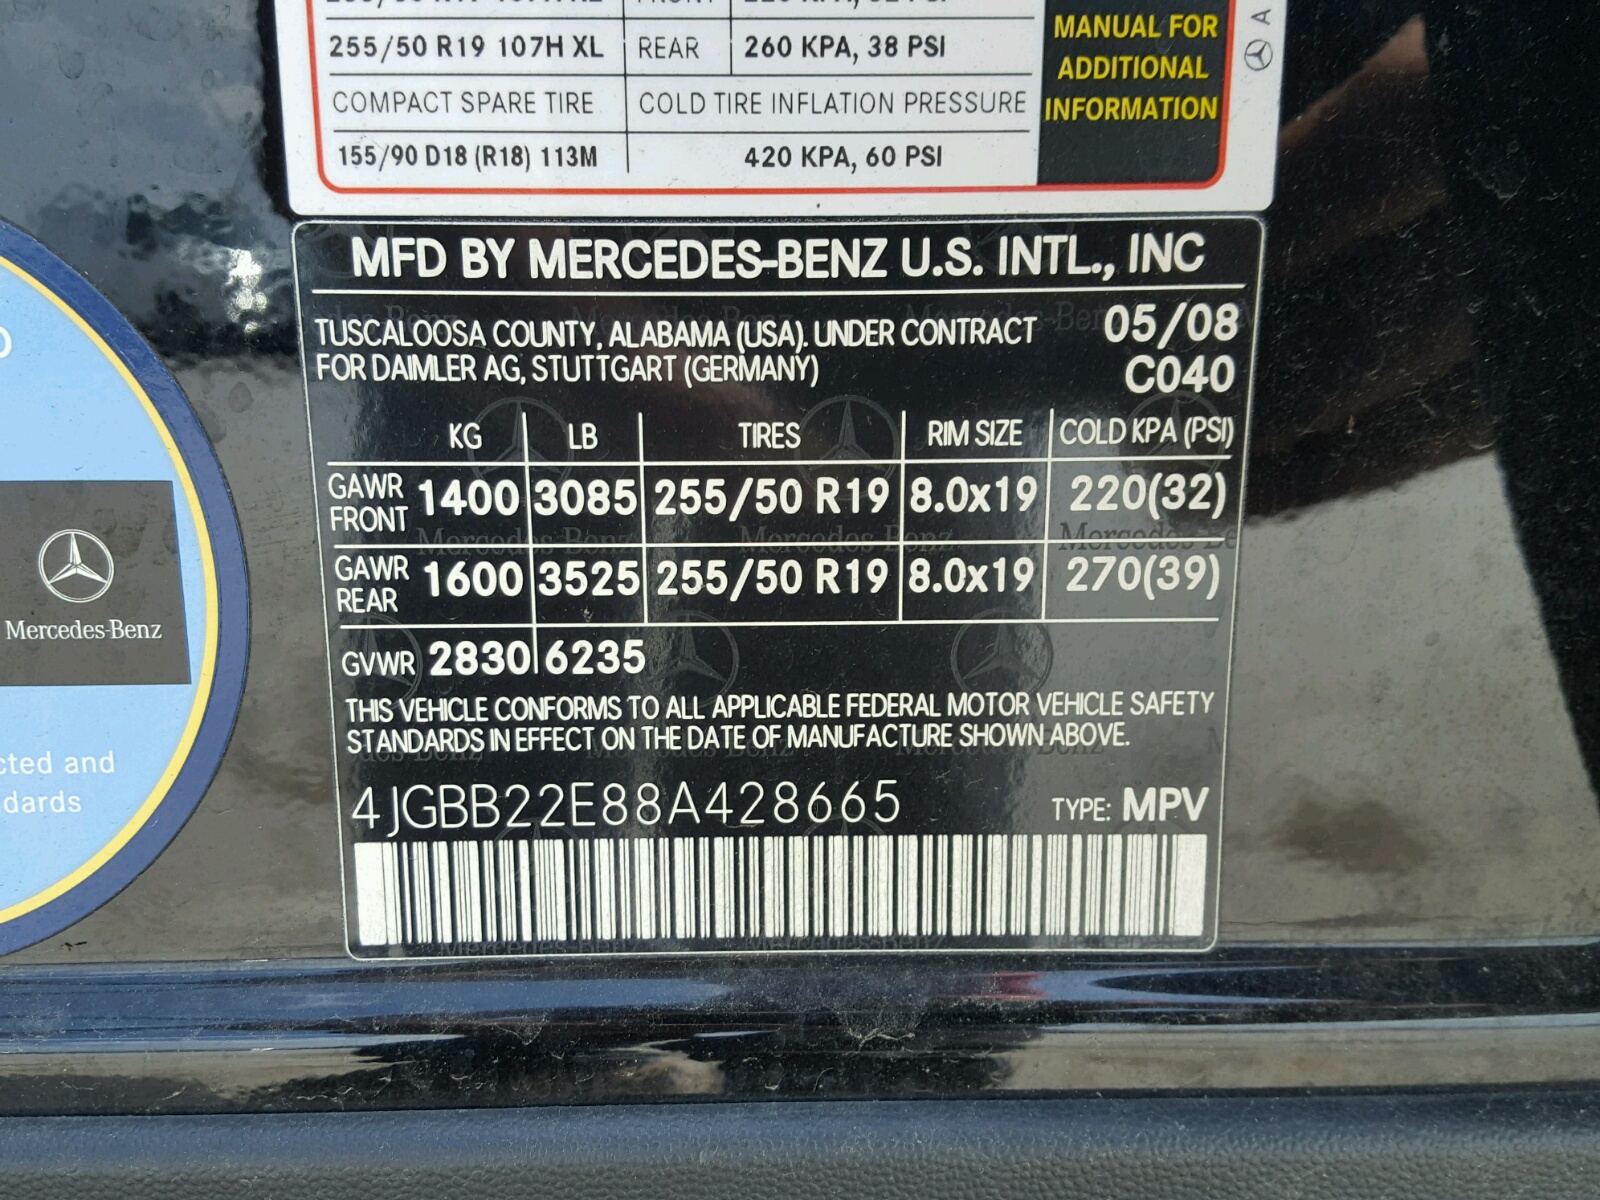 255/50 R19 107H XL REAR 260 KPA, 38 PSI
COMPACT SPARE TIRE COLD TIRE INFLATION PRESSURE
155/90 D18 (R18) 113M 420 KPA, 60 PSI
MANUAL FOR
ADDITIONAL
INFORMATION
A
MFD BY MERCEDES-BENZ U.S. INTL., INC
TUSCALOOSA COUNTY, ALABAMA (USA). UNDER CONTRACT 05/08
FOR DAIMLER AG, STUTTGART (GERMANY) C040
KG LB TIRES RIM SIZE COLD KPA (PSI)
GAWR FRONT 1400 3085 255/50 R19 8.0x19 220(32)
GAWR REAR 1600 3525 255/50 R19 8.0x19 270(39)
GVWR 2830 6235
THIS VEHICLE CONFORMS TO ALL APPLICABLE FEDERAL MOTOR VEHICLE SAFETY
STANDARDS IN EFFECT ON THE DATE OF MANUFACTURE SHOWN ABOVE.
4JGBB22E88A428665 TYPE: MPV
Mercedes-Benz
cted and
dards